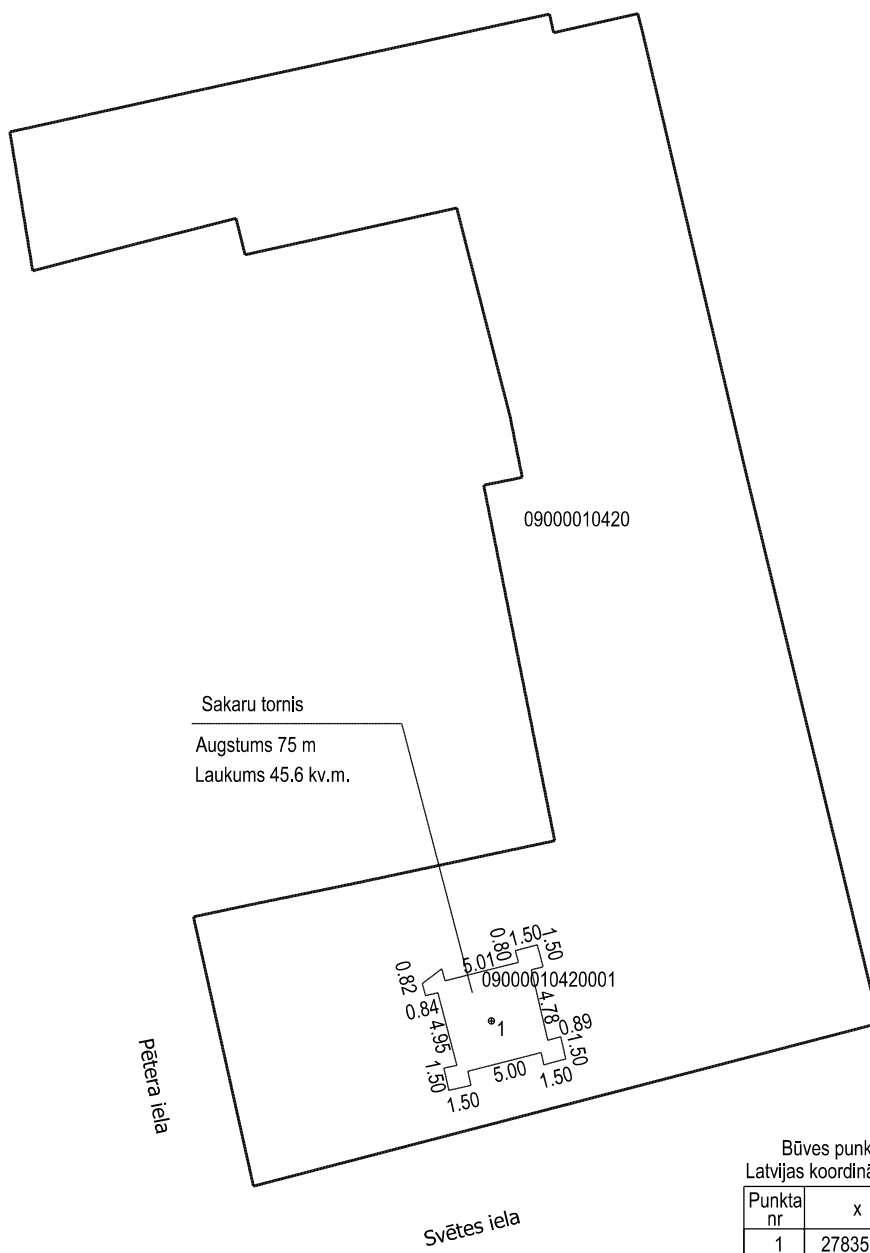 09000010420
Sakaru tornis
Augstums 75 m
Laukums 45.6 kv.m.
1.50
1.50
0.80
5.01
0.82
09000010420001
0.84
4.78
4.95
1
0.89
1.50
1.50
5.00
1.50
1.50
Pētera iela
Svētes iela
Būves punk
Latvijas koordinā
Punkta nr
x
1
27835